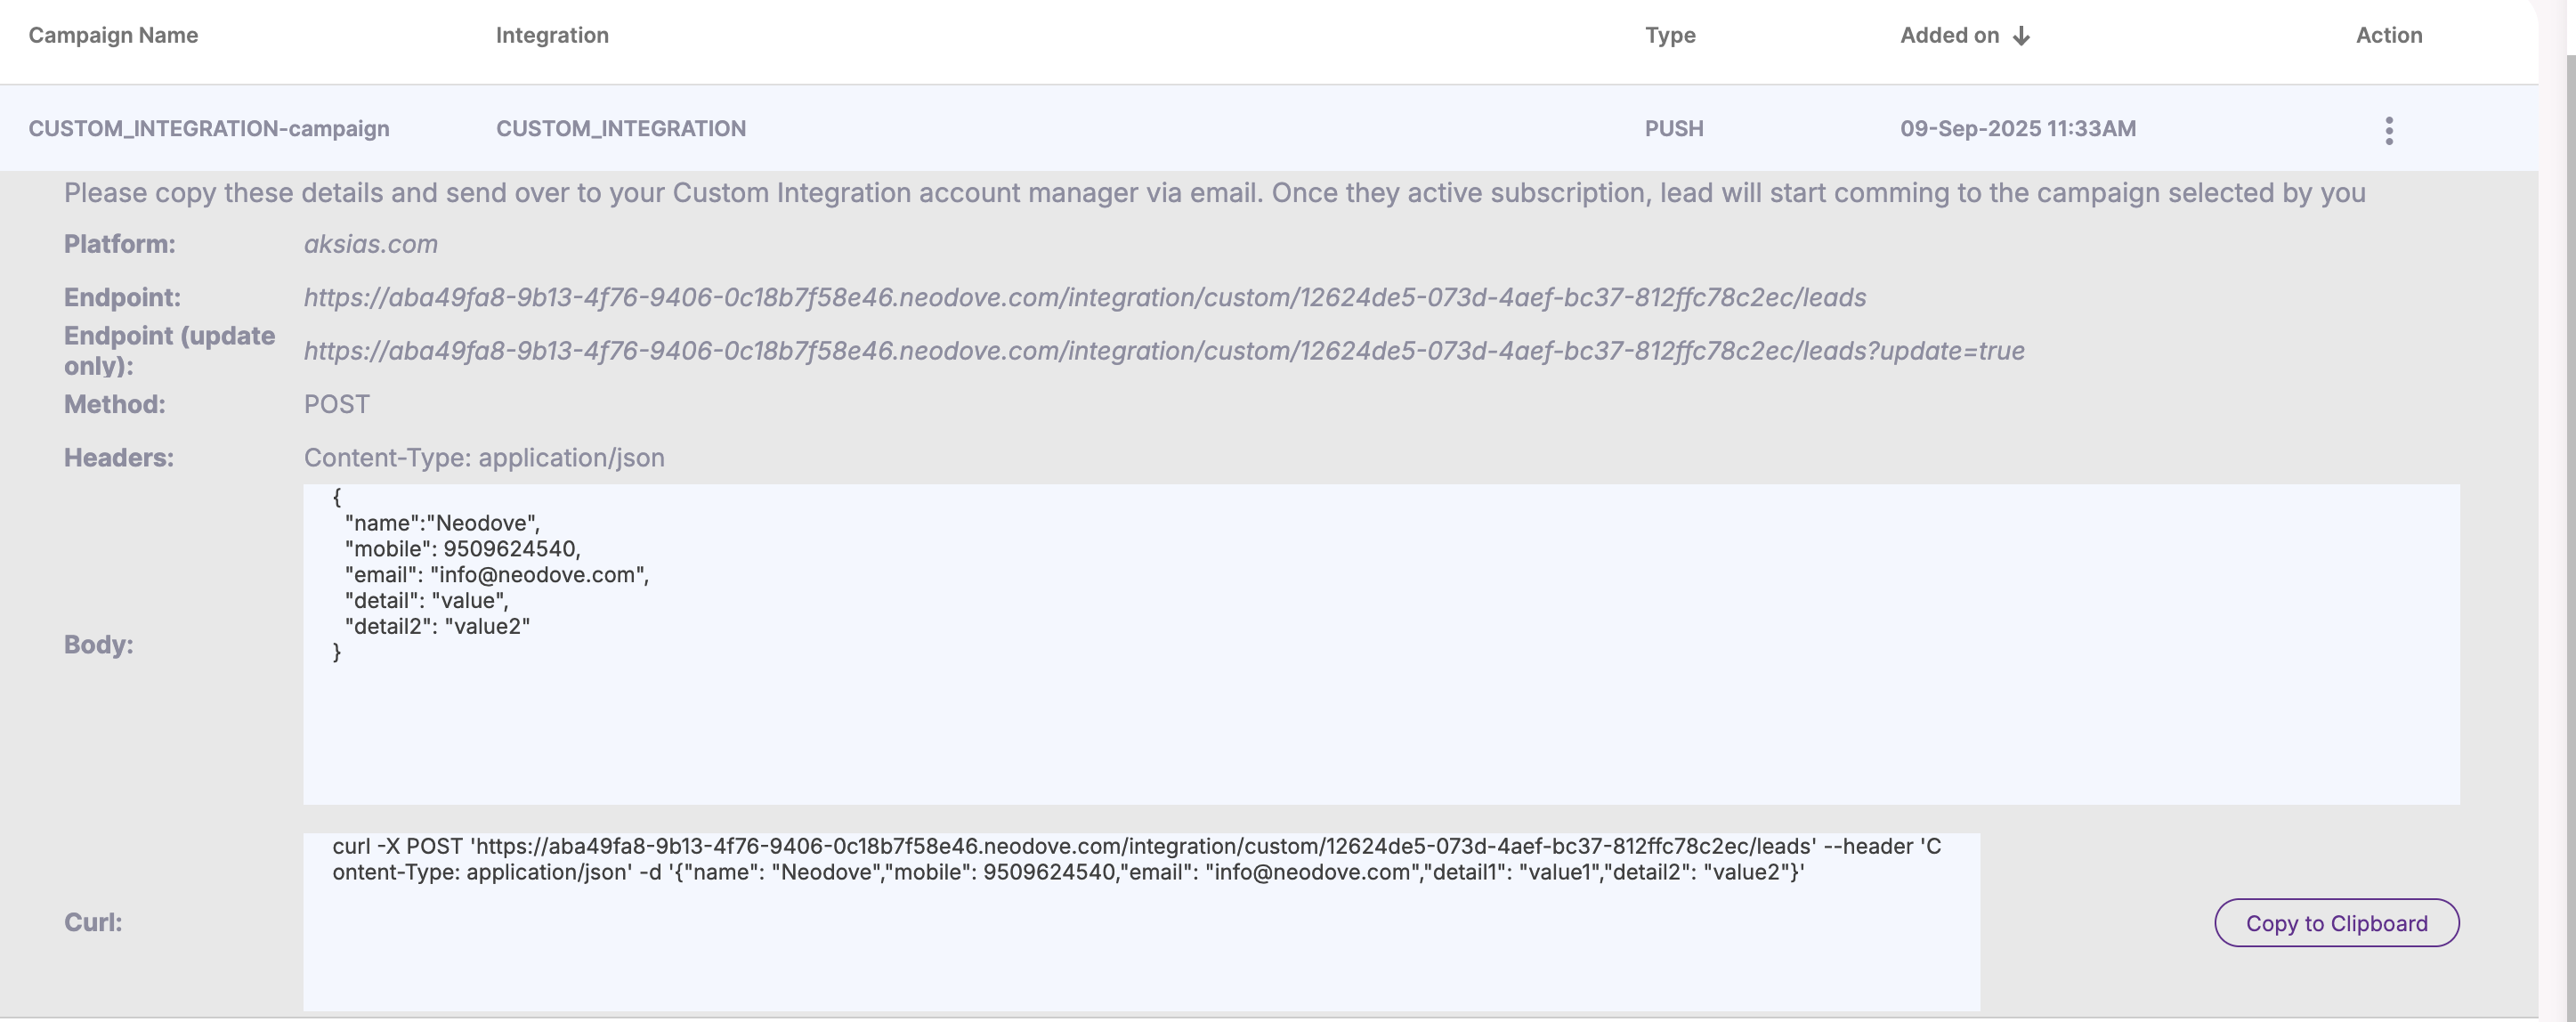 Campaign Name Integration Type Added on ↓ Action
CUSTOM_INTEGRATION-campaign CUSTOM_INTEGRATION PUSH 09-Sep-2025 11:33AM
Please copy these details and send over to your Custom Integration account manager via email. Once they active subscription, lead will start comming to the campaign selected by you
Platform: aksias.com
Endpoint: https://aba49fa8-9b13-4f76-9406-0c18b7f58e46.neodove.com/integration/custom/12624de5-073d-4aef-bc37-812ffc78c2ec/leads
Endpoint (update
only): https://aba49fa8-9b13-4f76-9406-0c18b7f58e46.neodove.com/integration/custom/12624de5-073d-4aef-bc37-812ffc78c2ec/leads?update=true
Method: POST
Headers: Content-Type: application/json
Body:
{
"name":"Neodove",
"mobile": 9509624540,
"email": "info@neodove.com",
"detail": "value",
"detail2": "value2"
}
Curl:
curl -X POST 'https://aba49fa8-9b13-4f76-9406-0c18b7f58e46.neodove.com/integration/custom/12624de5-073d-4aef-bc37-812ffc78c2ec/leads' --header 'C
ontent-Type: application/json' -d '{"name": "Neodove","mobile": 9509624540,"email": "info@neodove.com","detail1": "value1","detail2": "value2"}'
Copy to Clipboard